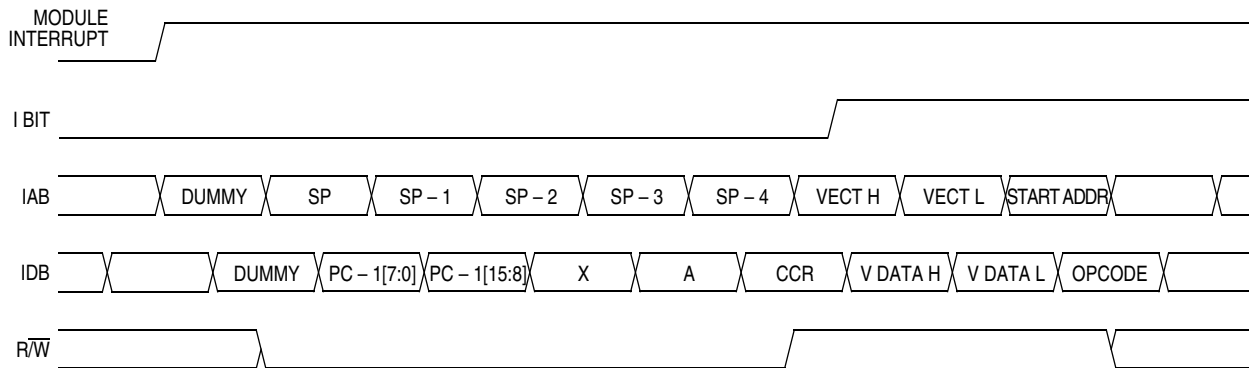 MODULE
INTERRUPT
I BIT
IAB DUMMY SP SP – 1 SP – 2 SP – 3 SP – 4 VECT H VECT L START ADDR
IDB DUMMY PC – 1[7:0] PC – 1[15:8] X A CCR V DATA H V DATA L OPCODE
R/W̅